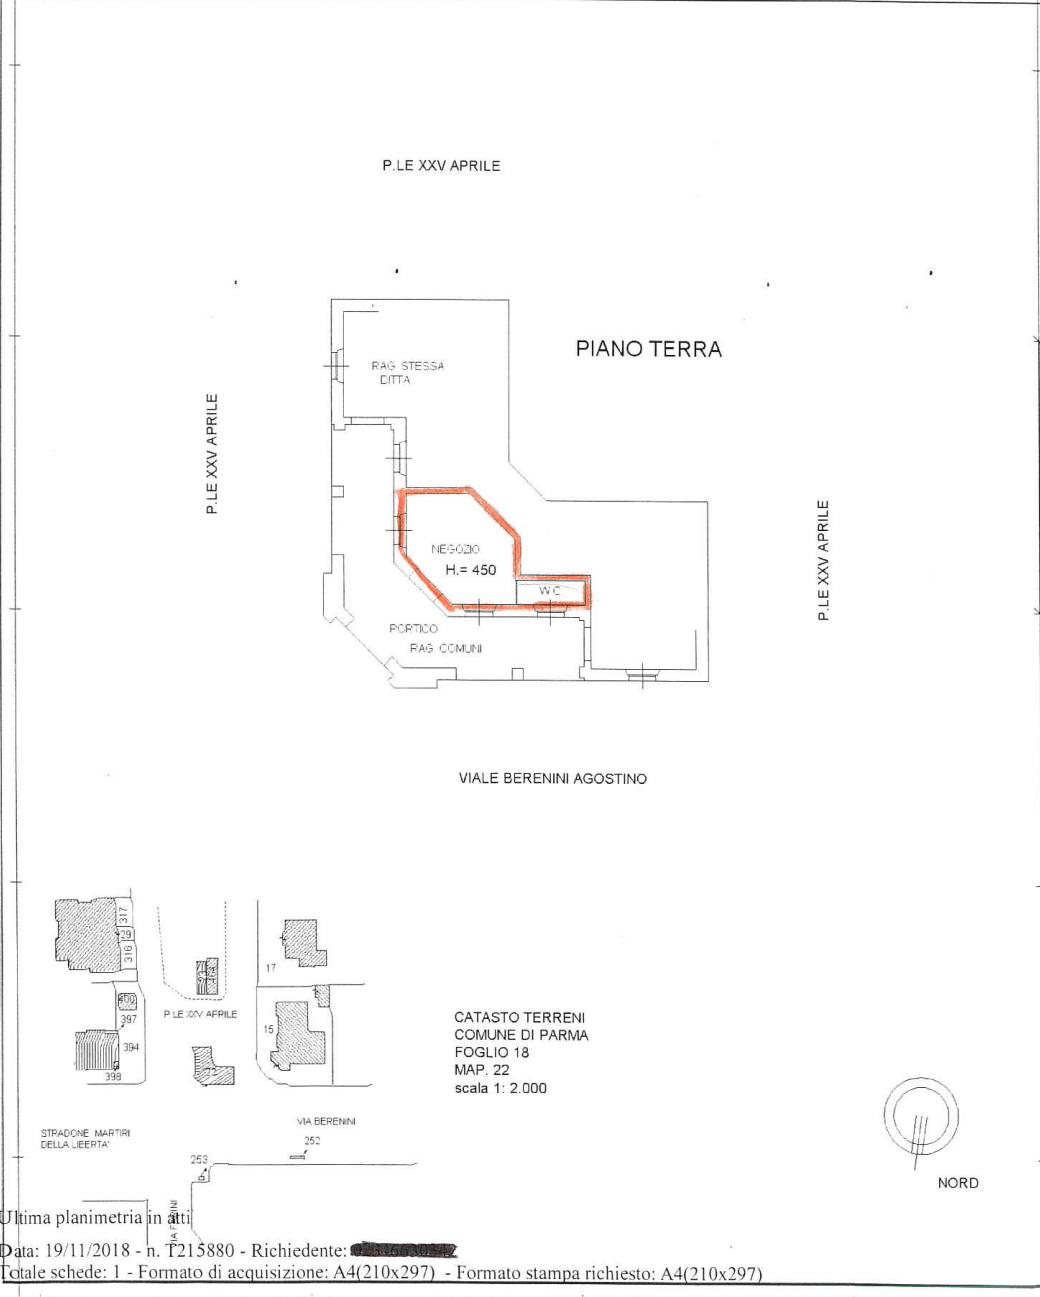 P.LE XXV APRILE
PIANO TERRA
RAG STESSA
DITTA
P.LE XXV APRILE
P.LE XXV APRILE
NEGOZIO
H.= 450
WC
PORTICO
RAG COMUNI
VIALE BERENINI AGOSTINO
317
29
316
17
400
397
P.LE XXV APRILE
15
394
398
22
CATASTO TERRENI
COMUNE DI PARMA
FOGLIO 18
MAP. 22
scala 1: 2.000
VIA BERENINI
STRADONE MARTIRI
DELLA LIBERTA'
252
253
NORD
Ultima planimetria in atti
Data: 19/11/2018 - n. T215880 - Richiedente:
Totale schede: 1 - Formato di acquisizione: A4(210x297) - Formato stampa richiesto: A4(210x297)